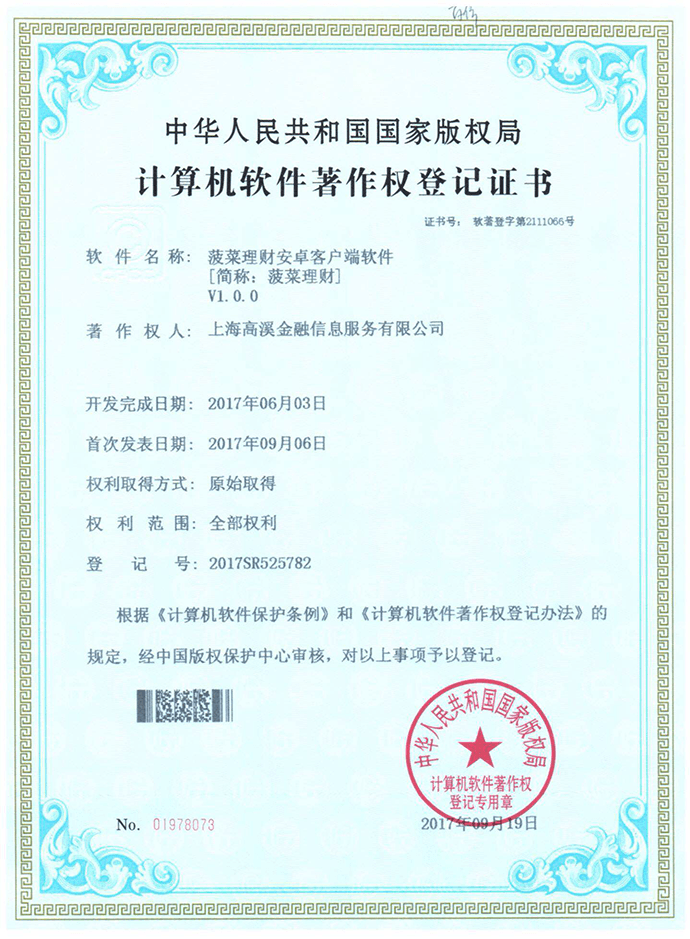 中华人民共和国国家版权局
计算机软件著作权登记证书
证书号： 软著登字第2111066号
软件名称： 菠菜理财安卓客户端软件
[简称：菠菜理财]
V1.0.0
著作权人： 上海高溪金融信息服务有限公司
开发完成日期： 2017年06月03日
首次发表日期： 2017年09月06日
权利取得方式： 原始取得
权利范围： 全部权利
登记号： 2017SR525782
根据《计算机软件保护条例》和《计算机软件著作权登记办法》的
规定，经中国版权保护中心审核，对以上事项予以登记。
中华人民共和国国家版权局
计算机软件著作权
登记专用章
No. 01978073
2017年09月19日